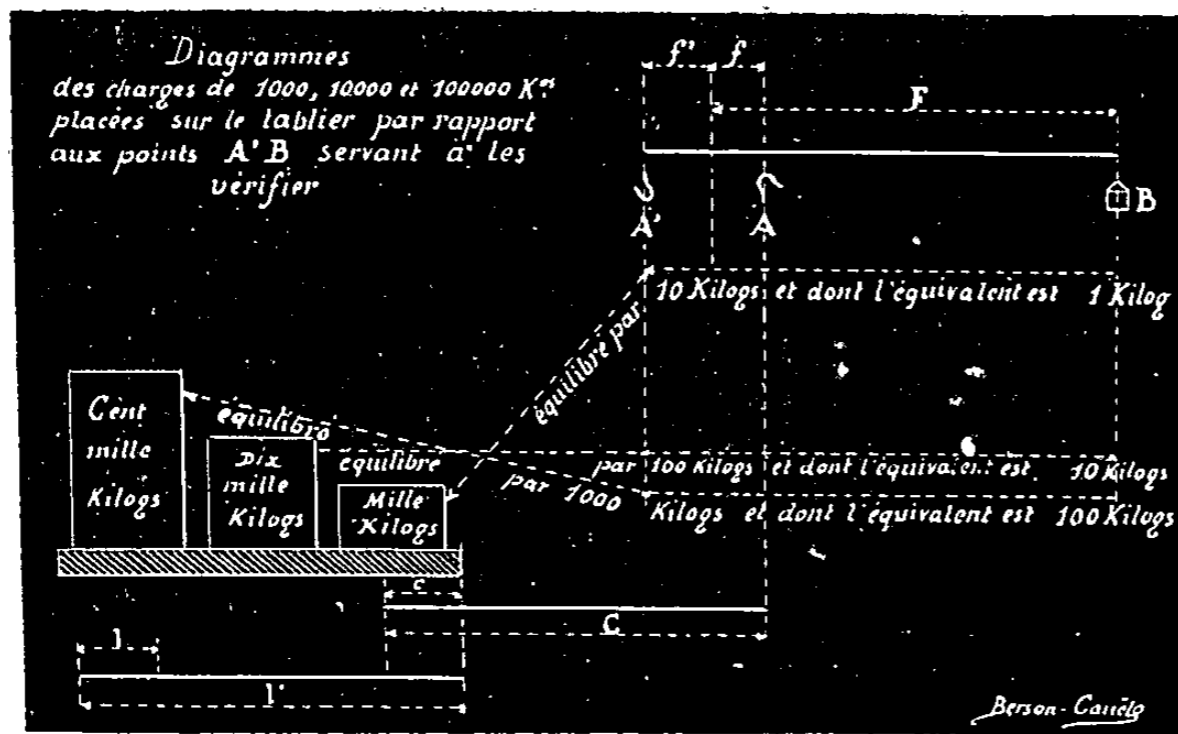 Diagrammes
des charges de 1000, 10000 et 100000 K.os
placées sur le tablier par rapport
aux points A' B servant à les
vérifier
f' f
F
A' A B
10 Kilogs et dont l'équivalent est 1 Kilog
équilibré par
Cent
mille
Kilogs
équilibre
Dix
mille
Kilogs
équilibre
par 100 Kilogs et dont l'équivalent est 10 Kilogs
Mille
Kilogs
par 1000 Kilogs et dont l'équivalent est 100 Kilogs
c
C
l
l'
Berson-